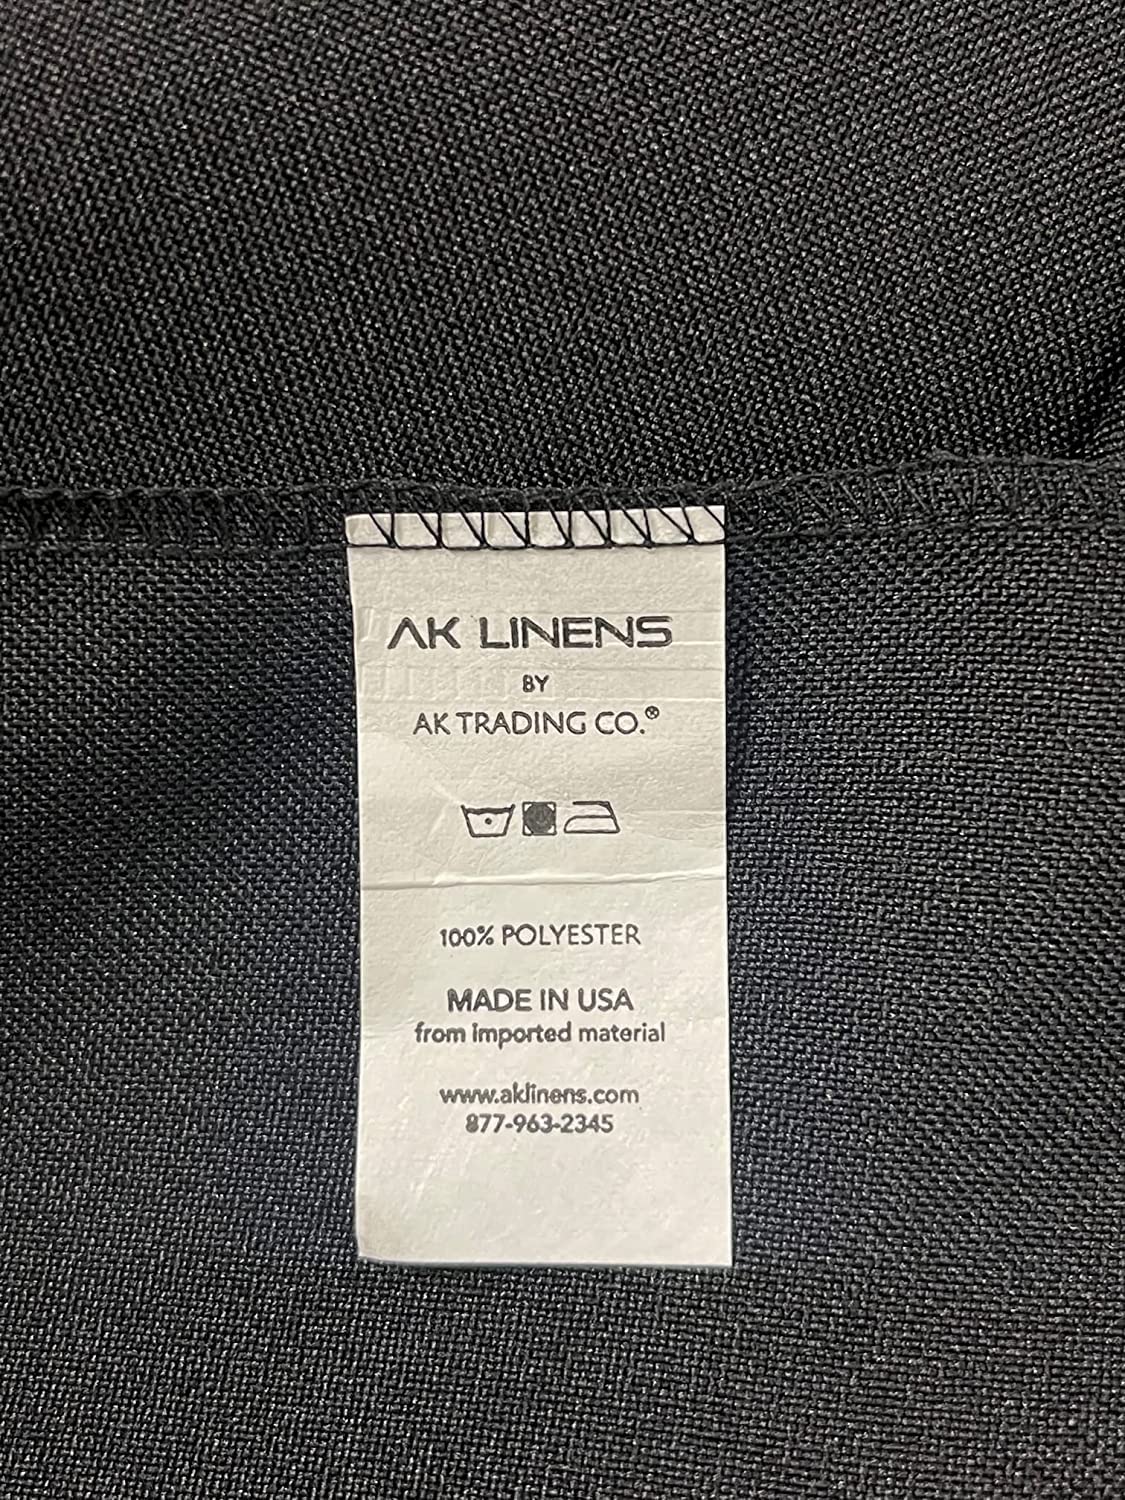 AK LINENS
BY
AK TRADING CO.®
100% POLYESTER
MADE IN USA
from imported material
www.aklinens.com
877-963-2345